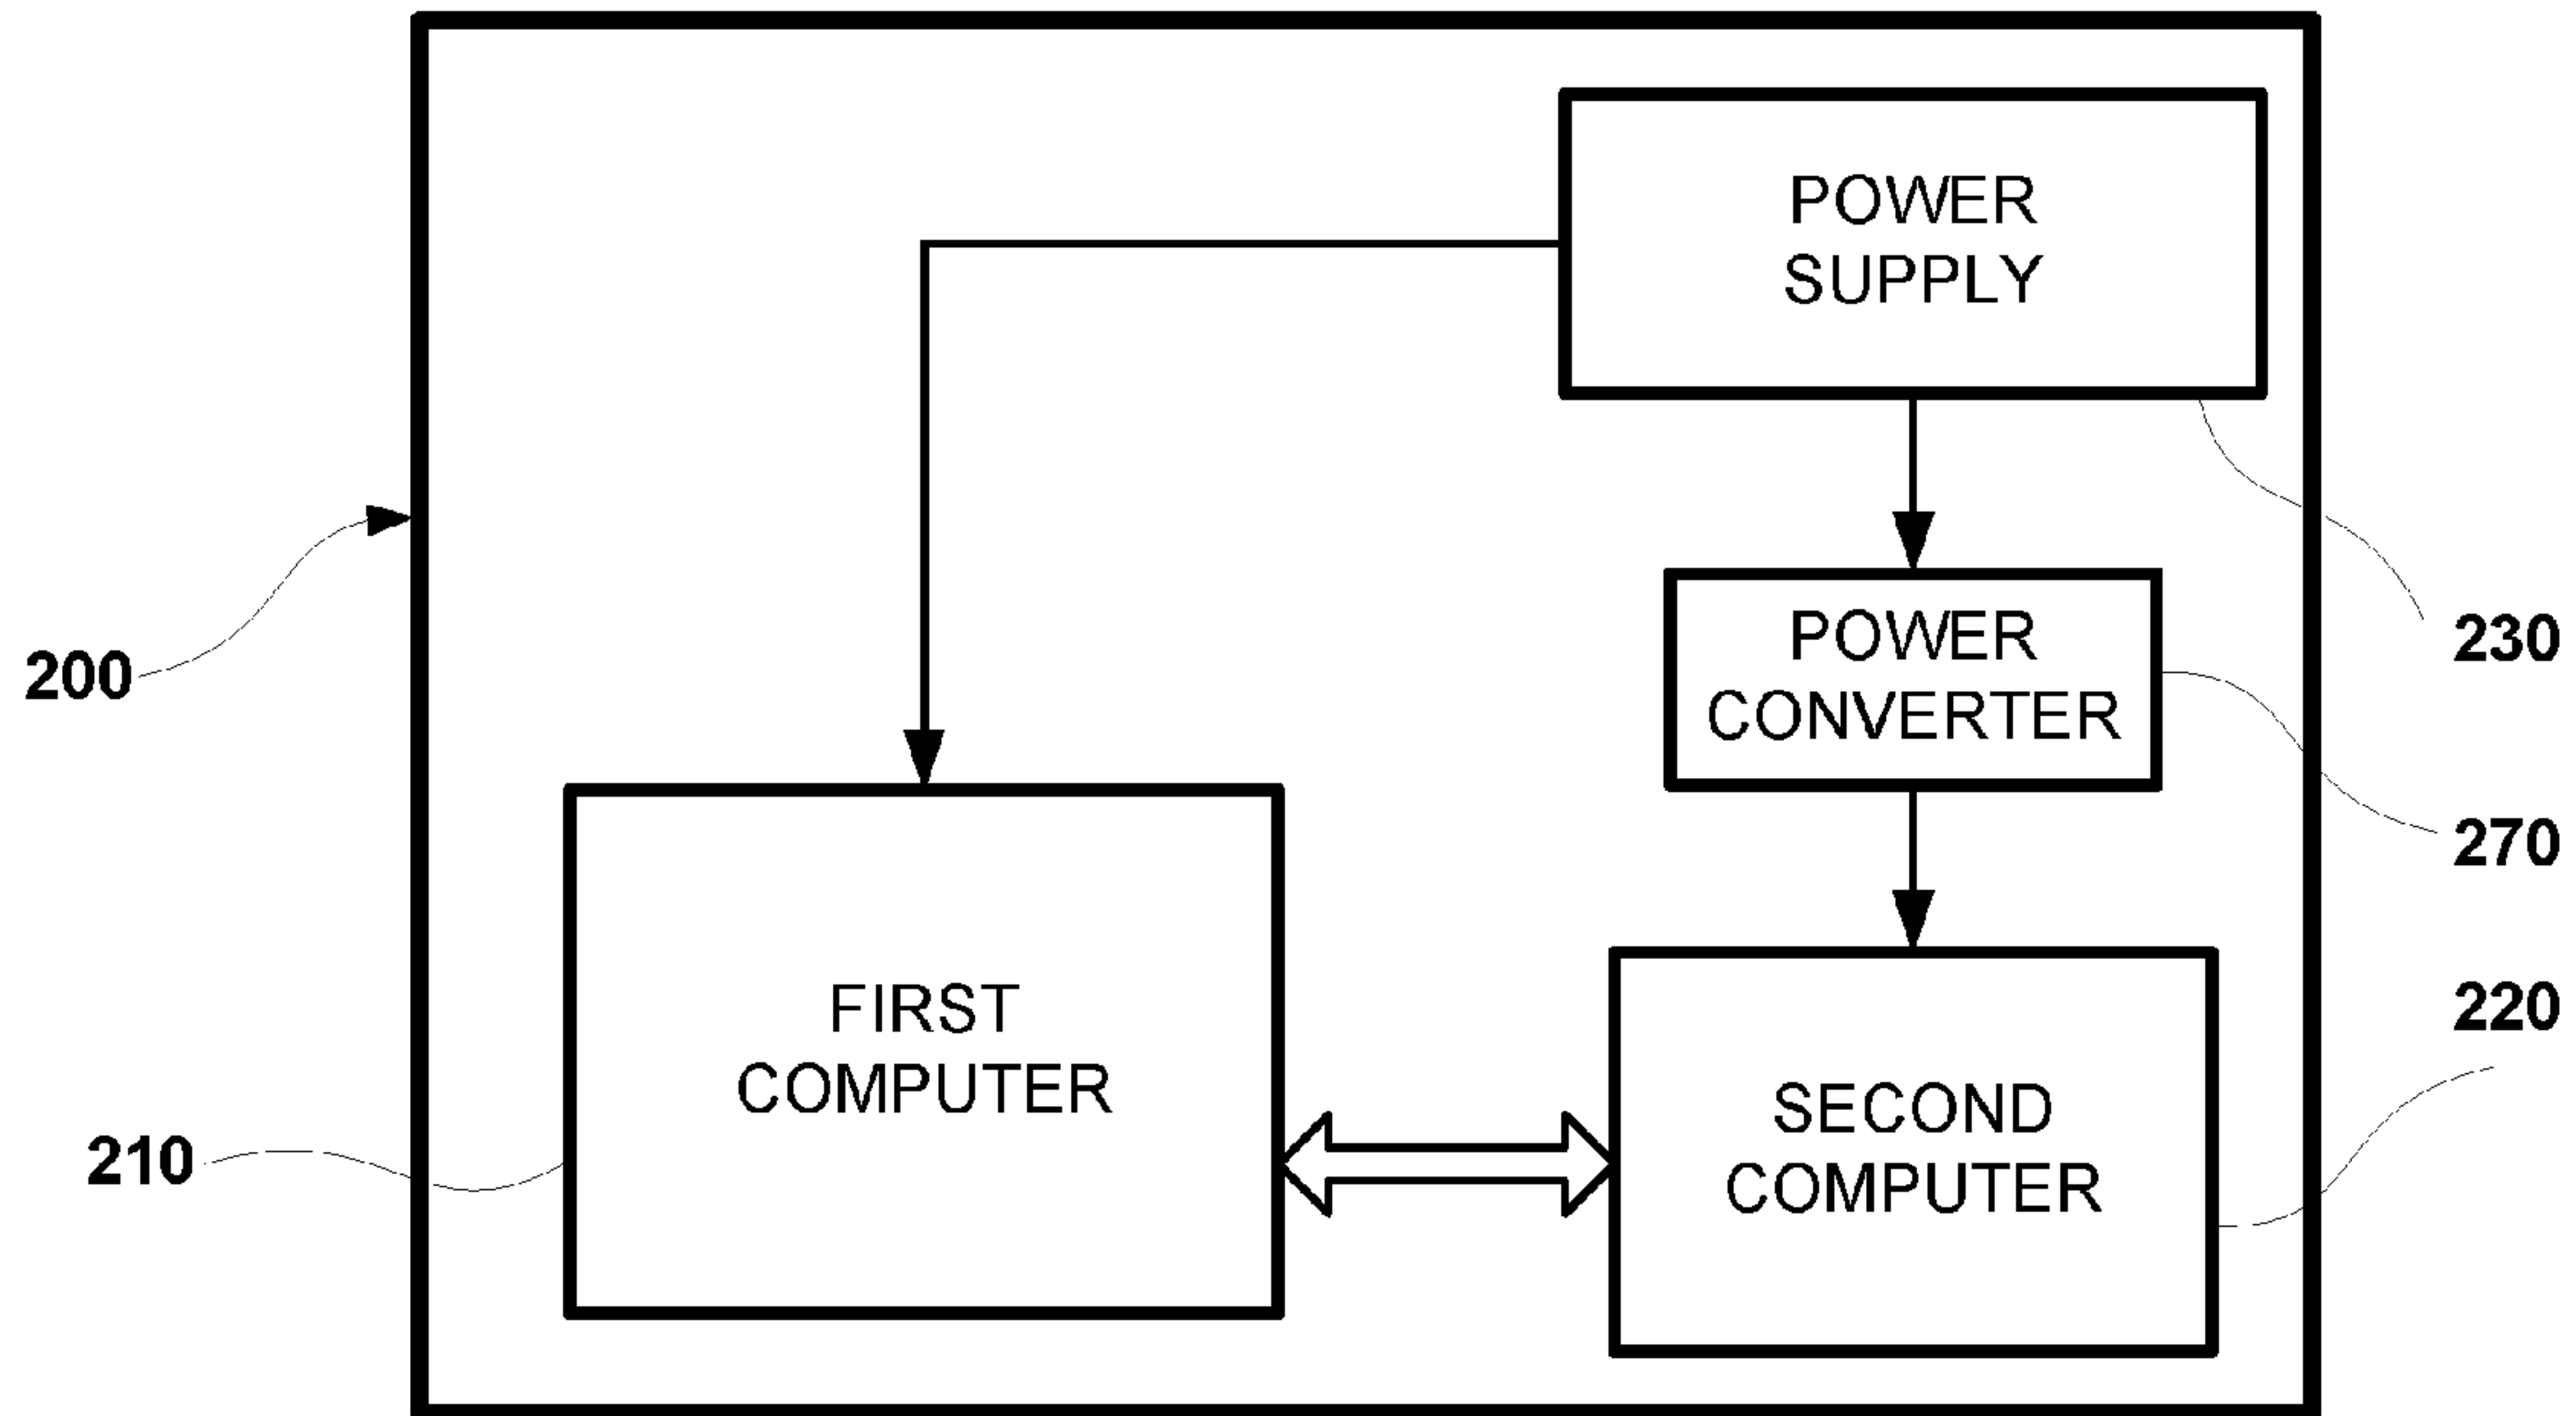 POWER
SUPPLY
200
230
POWER
CONVERTER
270
FIRST
COMPUTER
220
SECOND
COMPUTER
210